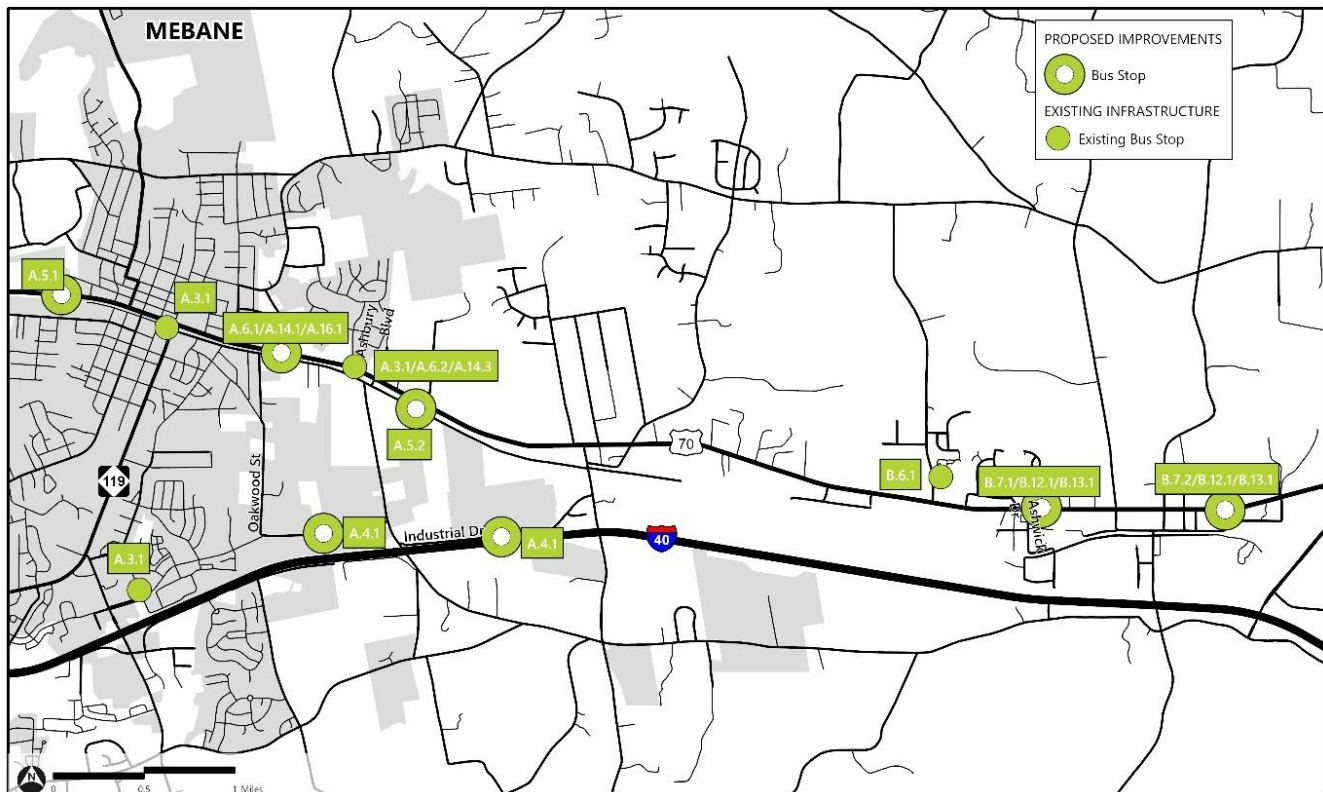 MEBANE
PROPOSED IMPROVEMENTS
Bus Stop
EXISTING INFRASTRUCTURE
Existing Bus Stop
A.5.1
A.3.1
A.6.1/A.14.1/A.16.1
Ashbury
Blvd
A.3.1/A.6.2/A.14.3
A.5.2
70
B.6.1
B.7.1/B.12.1/B.13.1
B.7.2/B.12.1/B.13.1
119
Oakwood St
Ashwick
Dr
A.4.1
Industrial Dr
A.4.1
40
A.3.1
N
0
0.5
1 Miles